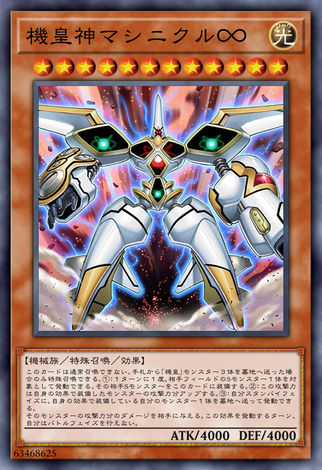 機皇神マシニクル∞
光
【機械族／特殊召喚／効果】
このカードは通常召喚できない。手札から「機皇」モンスター３体を墓地へ送った場
合のみ特殊召喚できる。①：１ターンに１度、相手フィールドのSモンスター１体を対
象として発動できる。その相手のSモンスターをこのカードに装備する。②：この攻撃力
は自身の効果で装備したモンスターの攻撃力分アップする。③：自分スタンバイフェ
イズに、自身の効果で装備している自分のモンスター１体を墓地へ送って発動できる。
そのモンスターの攻撃力分のダメージを相手に与える。この効果を発動するターン、
自分はバトルフェイズを行えない。
ATK/4000 DEF/4000
63468625